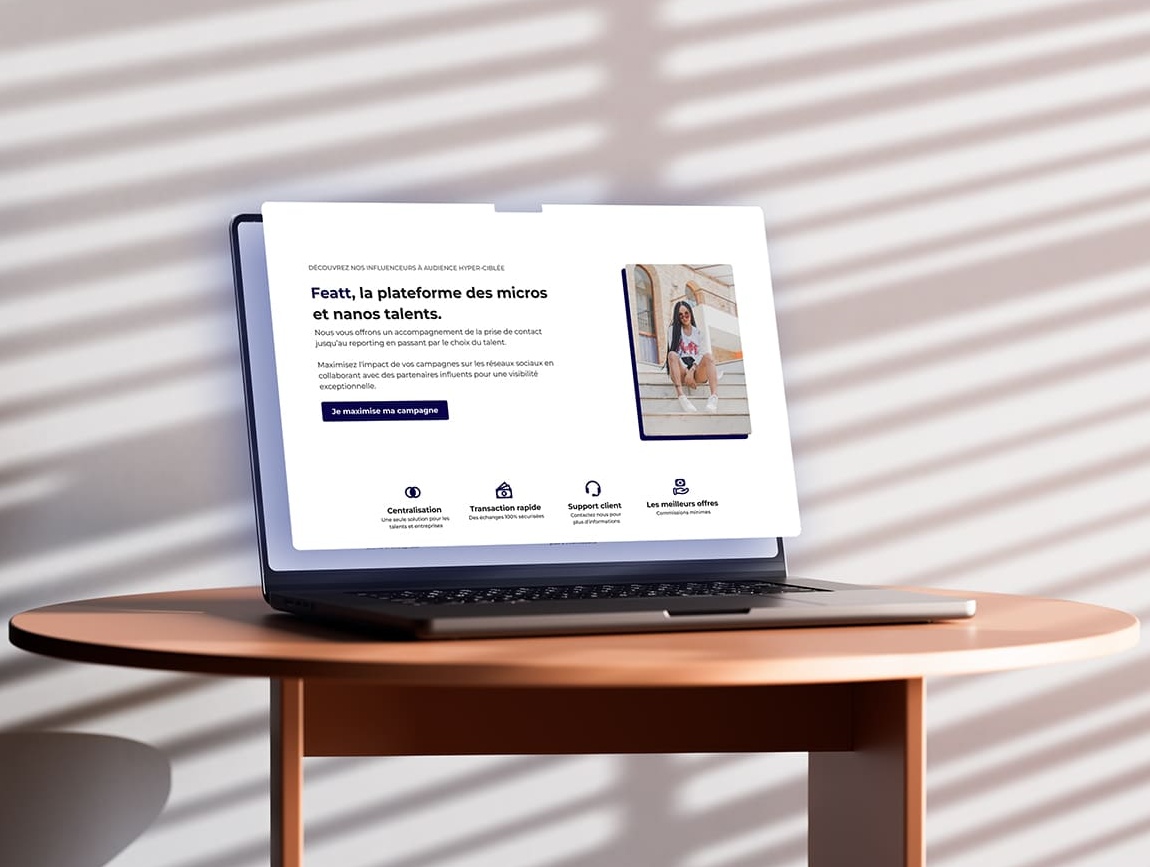 DÉCOUVREZ NOS INFLUENCEURS À AUDIENCE HYPER-CIBLÉE
Featt, la plateforme des micros
et nanos talents.
Nous vous offrons un accompagnement de la prise de contact
jusqu'au reporting en passant par le choix du talent.
Maximisez l'impact de vos campagnes sur les réseaux sociaux en
collaborant avec des partenaires influents pour une visibilité
exceptionnelle.
Je maximise ma campagne
Centralisation
Une seule solution pour les
talents et entreprises
Transaction rapide
Des échanges 100% sécurisées
Support client
Contactez nous pour
plus d'informations
Les meilleurs offres
Commissions minimes